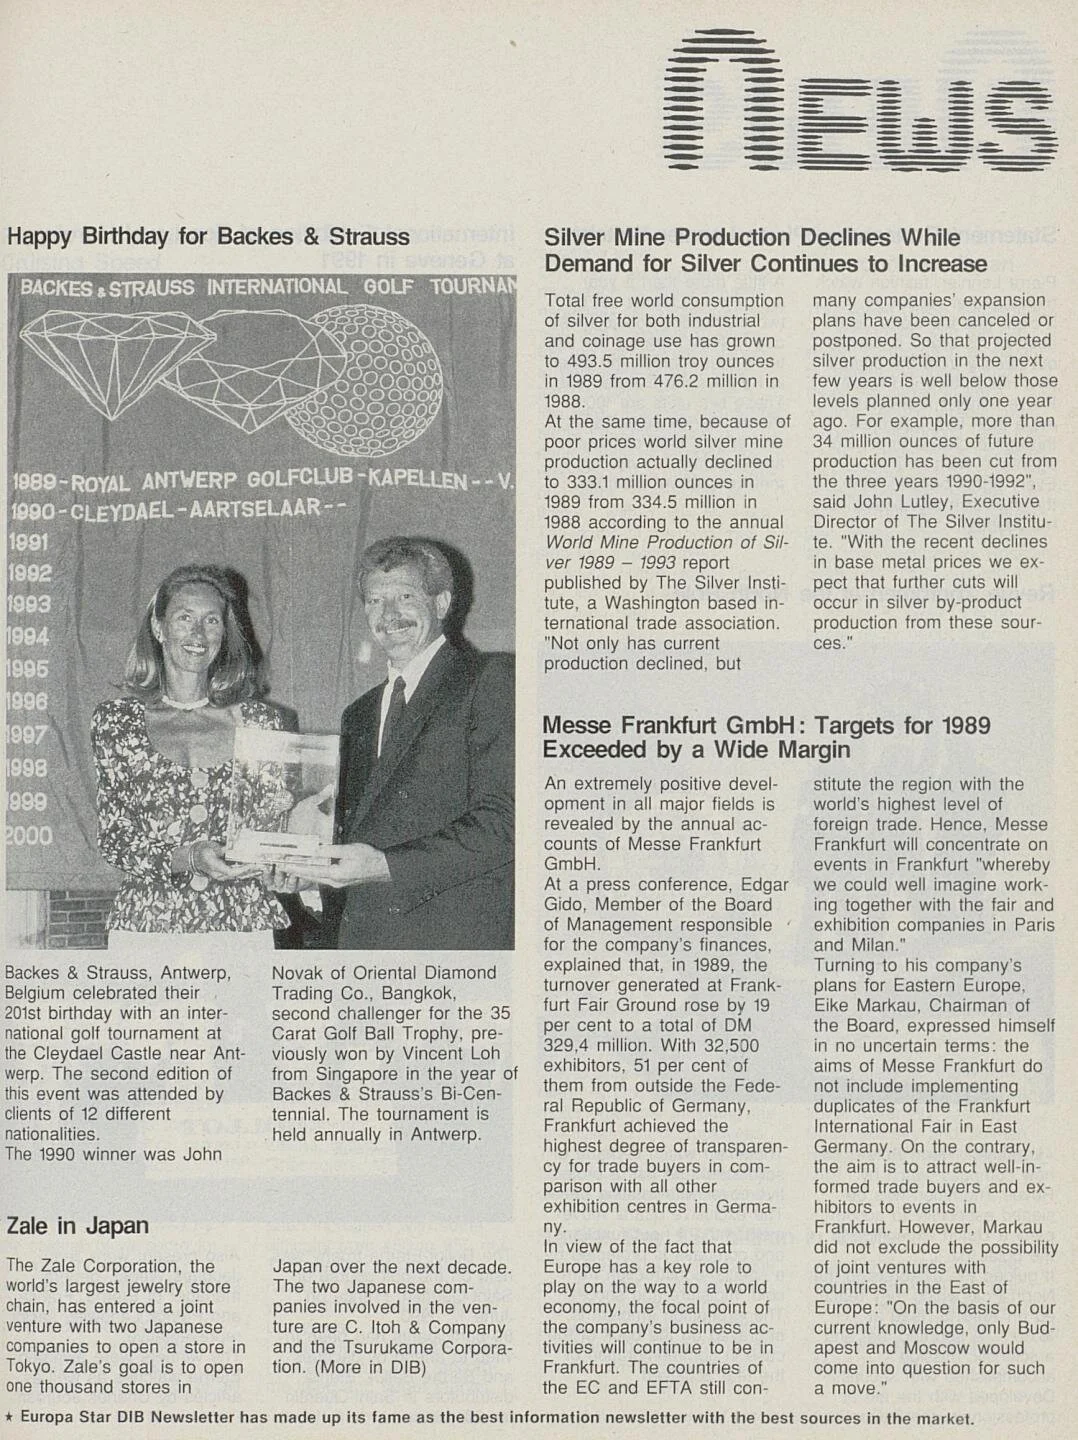 NEWS
Happy Birthday for Backes & Strauss
BACKES & STRAUSS INTERNATIONAL GOLF TOURNAM
1989-ROYAL ANTWERP GOLFCLUB-KAPELLEN--V.
1990-CLEYDAEL-AARTSELAAR--
1991
1992
1993
1994
1995
1996
1997
1998
1999
2000
Backes & Strauss, Antwerp,
Belgium celebrated their
201st birthday with an inter-
national golf tournament at
the Cleydael Castle near Ant-
werp. The second edition of
this event was attended by
clients of 12 different
nationalities.
The 1990 winner was John
Novak of Oriental Diamond
Trading Co., Bangkok,
second challenger for the 35
Carat Golf Ball Trophy, pre-
viously won by Vincent Loh
from Singapore in the year of
Backes & Strauss's Bi-Cen-
tennial. The tournament is
held annually in Antwerp.
Zale in Japan
The Zale Corporation, the
world's largest jewelry store
chain, has entered a joint
venture with two Japanese
companies to open a store in
Tokyo. Zale's goal is to open
one thousand stores in
Japan over the next decade.
The two Japanese com-
panies involved in the ven-
ture are C. Itoh & Company
and the Tsurukame Corpora-
tion. (More in DIB)
Silver Mine Production Declines While
Demand for Silver Continues to Increase
Total free world consumption
of silver for both industrial
and coinage use has grown
to 493.5 million troy ounces
in 1989 from 476.2 million in
1988.
At the same time, because of
poor prices world silver mine
production actually declined
to 333.1 million ounces in
1989 from 334.5 million in
1988 according to the annual
World Mine Production of Sil-
ver 1989 – 1993 report
published by The Silver Insti-
tute, a Washington based in-
ternational trade association.
"Not only has current
production declined, but
many companies' expansion
plans have been canceled or
postponed. So that projected
silver production in the next
few years is well below those
levels planned only one year
ago. For example, more than
34 million ounces of future
production has been cut from
the three years 1990-1992",
said John Lutley, Executive
Director of The Silver Institu-
te. "With the recent declines
in base metal prices we ex-
pect that further cuts will
occur in silver by-product
production from these sour-
ces."
Messe Frankfurt GmbH: Targets for 1989
Exceeded by a Wide Margin
An extremely positive devel-
opment in all major fields is
revealed by the annual ac-
counts of Messe Frankfurt
GmbH.
At a press conference, Edgar
Gido, Member of the Board
of Management responsible
for the company's finances,
explained that, in 1989, the
turnover generated at Frank-
furt Fair Ground rose by 19
per cent to a total of DM
329,4 million. With 32,500
exhibitors, 51 per cent of
them from outside the Fede-
ral Republic of Germany,
Frankfurt achieved the
highest degree of transparen-
cy for trade buyers in com-
parison with all other
exhibition centres in Germa-
ny.
In view of the fact that
Europe has a key role to
play on the way to a world
economy, the focal point of
the company's business ac-
tivities will continue to be in
Frankfurt. The countries of
the EC and EFTA still con-
stitute the region with the
world's highest level of
foreign trade. Hence, Messe
Frankfurt will concentrate on
events in Frankfurt "whereby
we could well imagine work-
ing together with the fair and
exhibition companies in Paris
and Milan."
Turning to his company's
plans for Eastern Europe,
Eike Markau, Chairman of
the Board, expressed himself
in no uncertain terms: the
aims of Messe Frankfurt do
not include implementing
duplicates of the Frankfurt
International Fair in East
Germany. On the contrary,
the aim is to attract well-in-
formed trade buyers and ex-
hibitors to events in
Frankfurt. However, Markau
did not exclude the possibility
of joint ventures with
countries in the East of
Europe: "On the basis of our
current knowledge, only Bud-
apest and Moscow would
come into question for such
a move."
★ Europa Star DIB Newsletter has made up its fame as the best information newsletter with the best sources in the market.